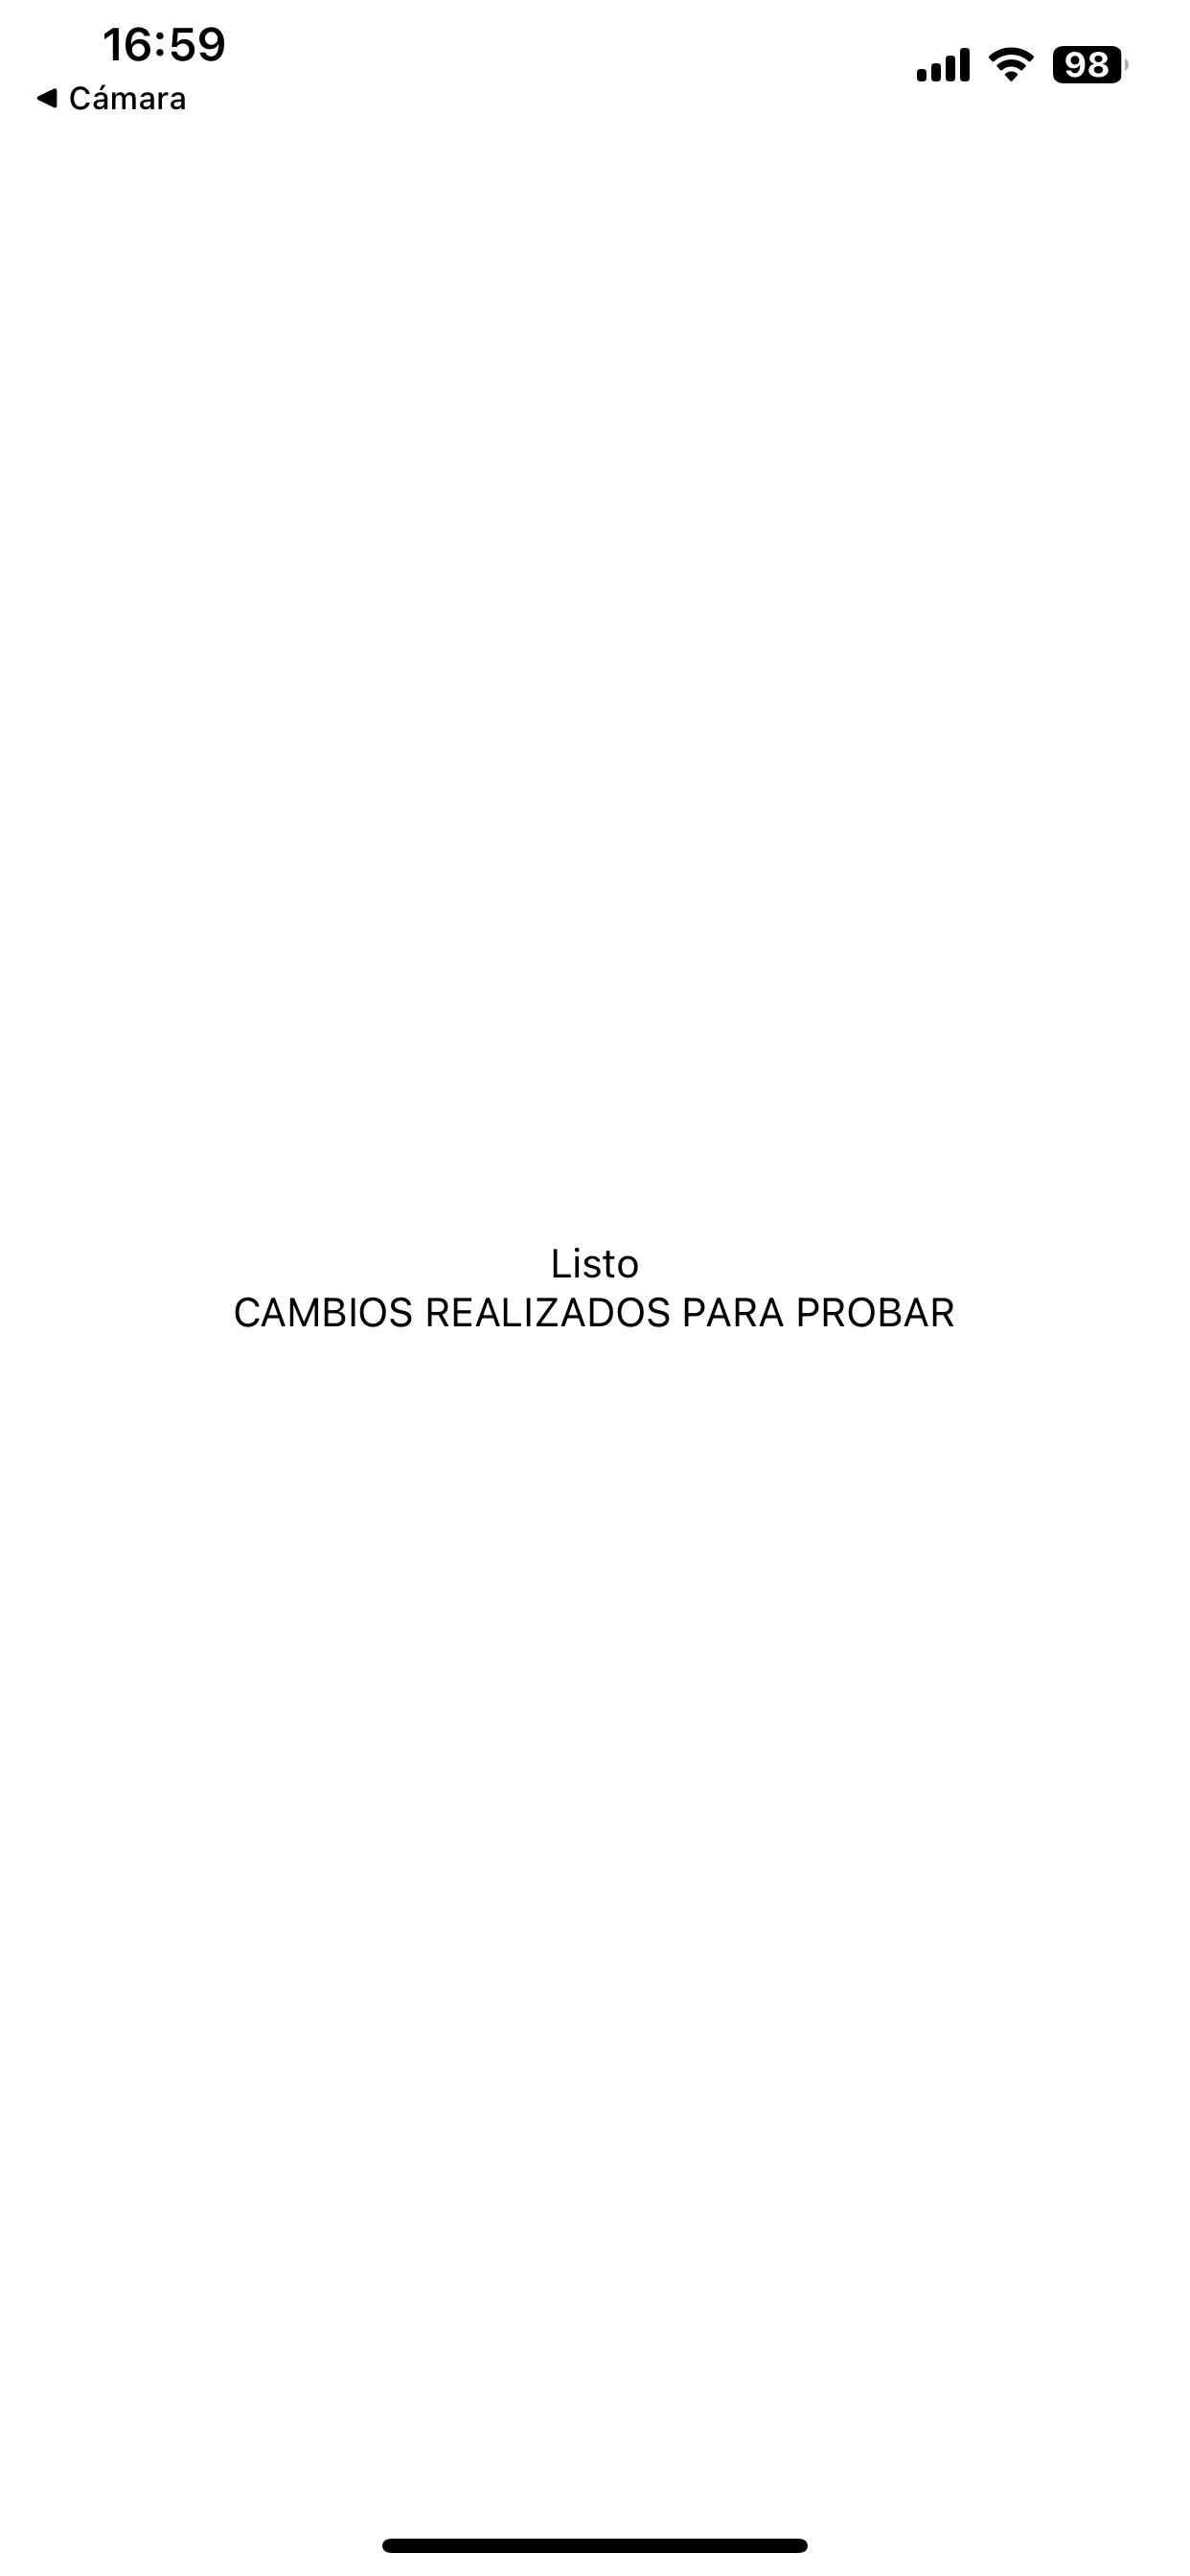 16:59
98
◀ Cámara
Listo
CAMBIOS REALIZADOS PARA PROBAR